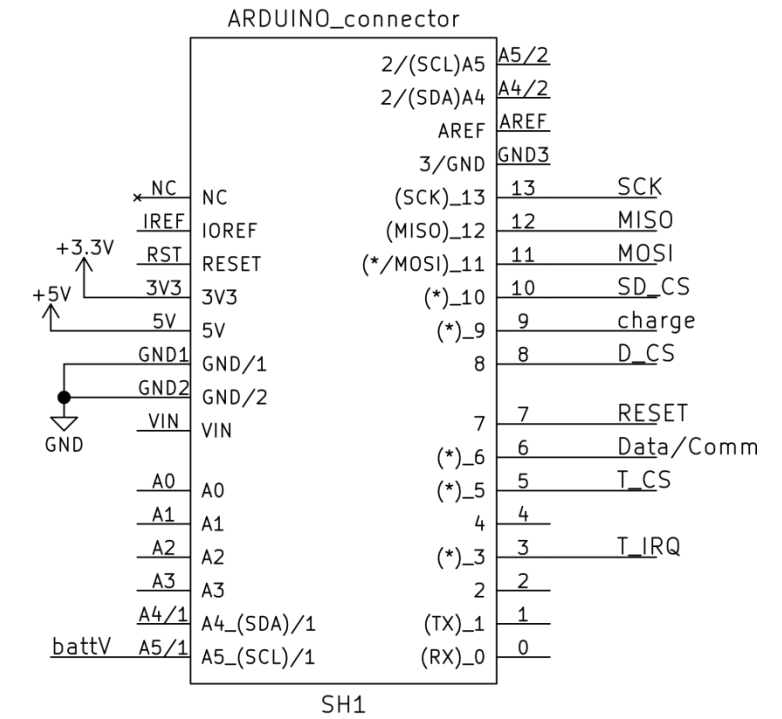 ARDUINO_connector
2/(SCL)A5 A5/2
2/(SDA)A4 A4/2
AREF AREF
3/GND GND3
NC NC (SCK)_13 13 SCK
IREF IOREF (MISO)_12 12 MISO
+3.3V RST RESET (*/MOSI)_11 11 MOSI
+5V 3V3 3V3 (*)_10 10 SD_CS
5V 5V (*)_9 9 charge
GND1 GND/1 8 8 D_CS
GND2 GND/2
VIN VIN 7 7 RESET
GND
(*)_6 6 Data/Comm
A0 A0 (*)_5 5 T_CS
A1 A1 4 4
A2 A2 (*)_3 3 T_IRQ
A3 A3 2 2
A4/1 A4_(SDA)/1 (TX)_1 1
battV A5/1 A5_(SCL)/1 (RX)_0 0
SH1